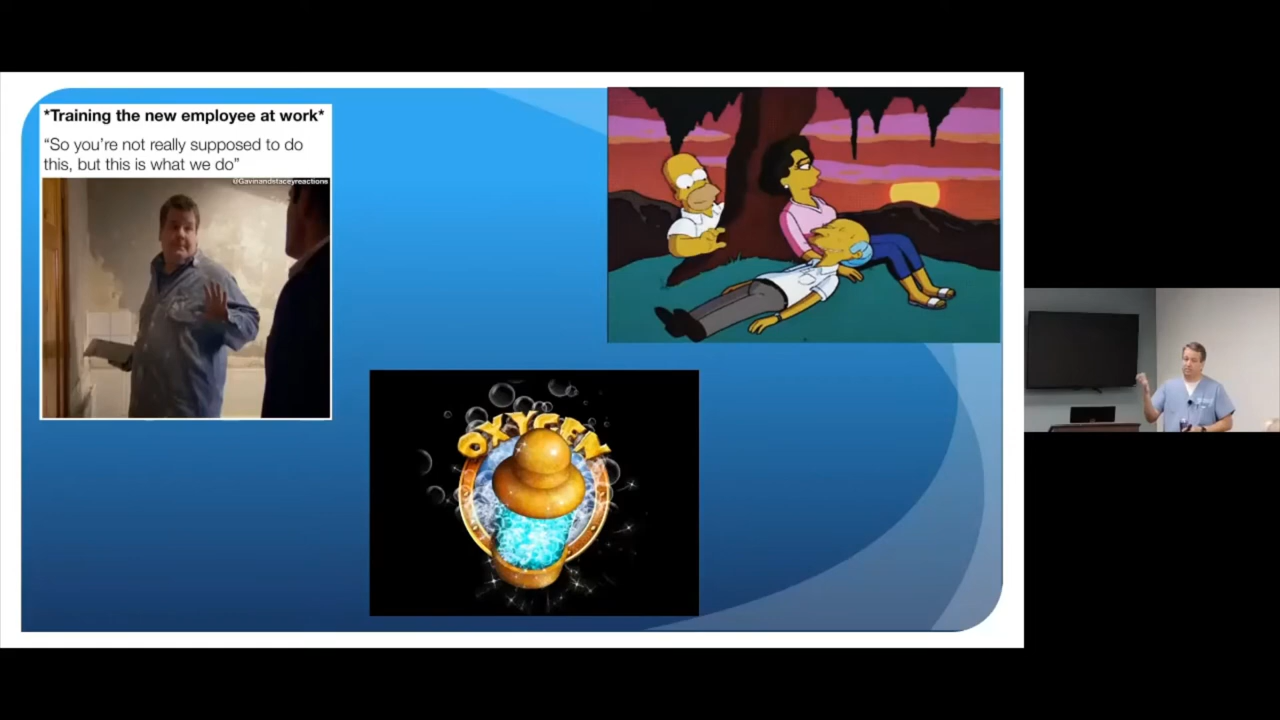 *Training the new employee at work*
“So you’re not really supposed to do
this, but this is what we do”
@Gavinandstaceyreactions
OXYGEN